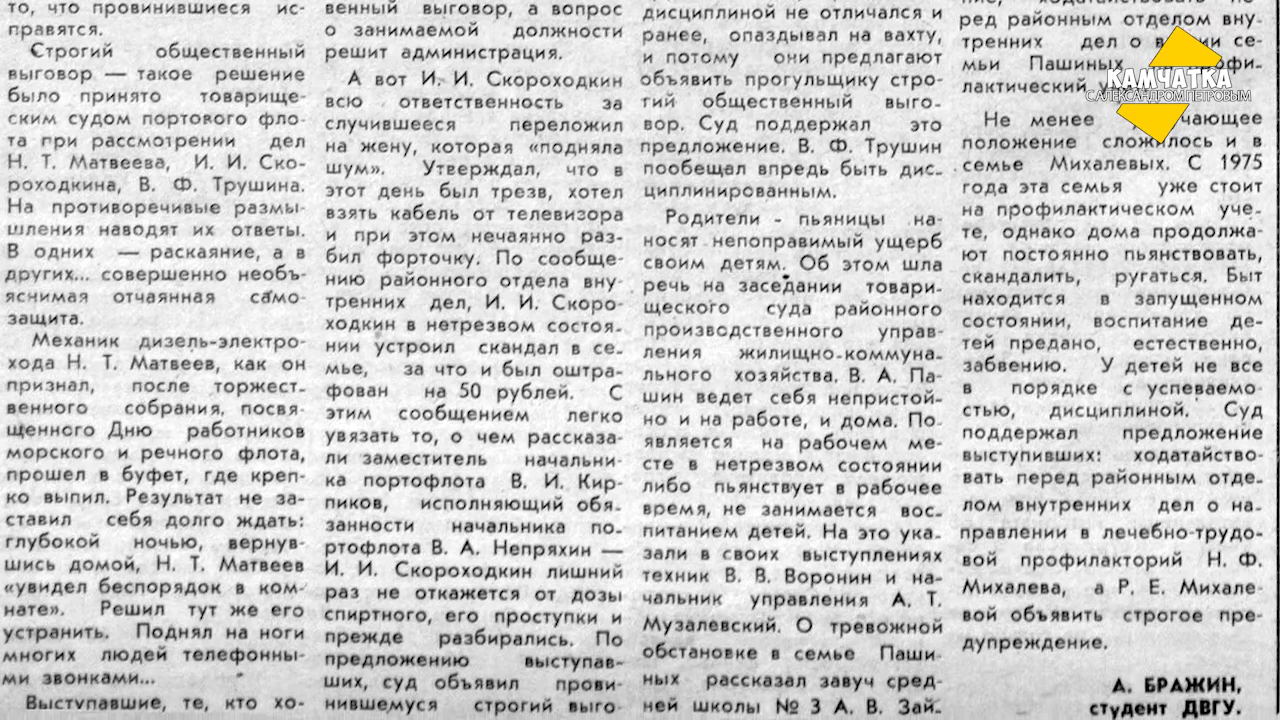 то, что провинившиеся ис-
правятся.
Строгий общественный
выговор — такое решение
было принято товарище-
ским судом портового фло-
та при рассмотрении дел
Н. Т. Матвеева, И. И. Ско-
роходкина, В. Ф. Трушина.
На противоречивые размы-
шления наводят их ответы.
В одних — раскаяние, а в
других... совершенно необъ-
яснимая отчаянная само-
защита.
Механик дизель-электро-
хода Н. Т. Матвеев, как он
признал, после торжест-
венного собрания, посвя-
щенного Дню работников
морского и речного флота,
прошел в буфет, где креп-
ко выпил. Результат не за-
ставил себя долго ждать:
глубокой ночью, вернув-
шись домой, Н. Т. Матвеев
«увидел беспорядок в ком-
нате». Решил тут же его
устранить. Поднял на ноги
многих людей телефонны-
ми звонками...
Выступавшие, те, кто хо-
венный выговор, а вопрос
о занимаемой должности
решит администрация.
А вот И. И. Скороходкин
всю ответственность за
случившееся переложил
на жену, которая «подняла
шум». Утверждал, что в
этот день был трезв, хотел
взять кабель от телевизора
и при этом нечаянно раз-
бил форточку. По сообще-
нию районного отдела вну-
тренних дел, И. И. Скоро-
ходкин в нетрезвом состоя-
нии устроил скандал в се-
мье, за что и был оштра-
фован на 50 рублей. С
этим сообщением легко
увязать то, о чем рассказа-
ли заместитель начальни-
ка портофлота В. И. Кир-
пиков, исполняющий обя-
занности начальника по-
ртофлота В. А. Непряхин —
И. И. Скороходкин лишний
раз не откажется от дозы
спиртного, его проступки и
прежде разбирались. По
предложению выступав-
ших, суд объявил прови-
нившемуся строгий выго-
дисциплиной не отличался и
ранее, опаздывал на вахту,
и потому они предлагают
объявить прогульщику стро-
гий общественный выго-
вор. Суд поддержал это
предложение. В. Ф. Трушин
пообещал впредь быть дис-
циплинированным.
Родители - пьяницы на-
носят непоправимый ущерб
своим детям. Об этом шла
речь на заседании товари-
щеского суда районного
производственного управ-
ления жилищно-коммуна-
льного хозяйства. В. А. Па-
шин ведет себя непристой-
но и на работе, и дома. По-
является на рабочем ме-
сте в нетрезвом состоянии
либо пьянствует в рабочее
время, не занимается вос-
питанием детей. На это ука-
зали в своих выступлениях
техник В. В. Воронин и на-
чальник управления А. Т.
Музалевский. О тревожной
обстановке в семье Паши-
ных рассказал завуч сред-
ней школы № 3 А. В. Зай-
ред районным отделом вну-
тренних дел о се-
мьи Пашиных офи-
лактический
Не менее чающее
положение сложилось и в
семье Михалевых. С 1975
года эта семья уже стоит
на профилактическом уче-
те, однако дома продолжа-
ют постоянно пьянствовать,
скандалить, ругаться. Быт
находится в запущенном
состоянии, воспитание де-
тей предано, естественно,
забвению. У детей не все
в порядке с успеваемо-
стью, дисциплиной. Суд
поддержал предложение
выступивших: ходатайство-
вать перед районным отде-
лом внутренних дел о на-
правлении в лечебно-трудо-
вой профилакторий Н. Ф.
Михалева, а Р. Е. Михале-
вой объявить строгое пре-
дупреждение.
А. БРАЖИН,
студент ДВГУ.
КАМЧАТКА
С АЛЕКСАНДРОМ ПЕТРОВЫМ